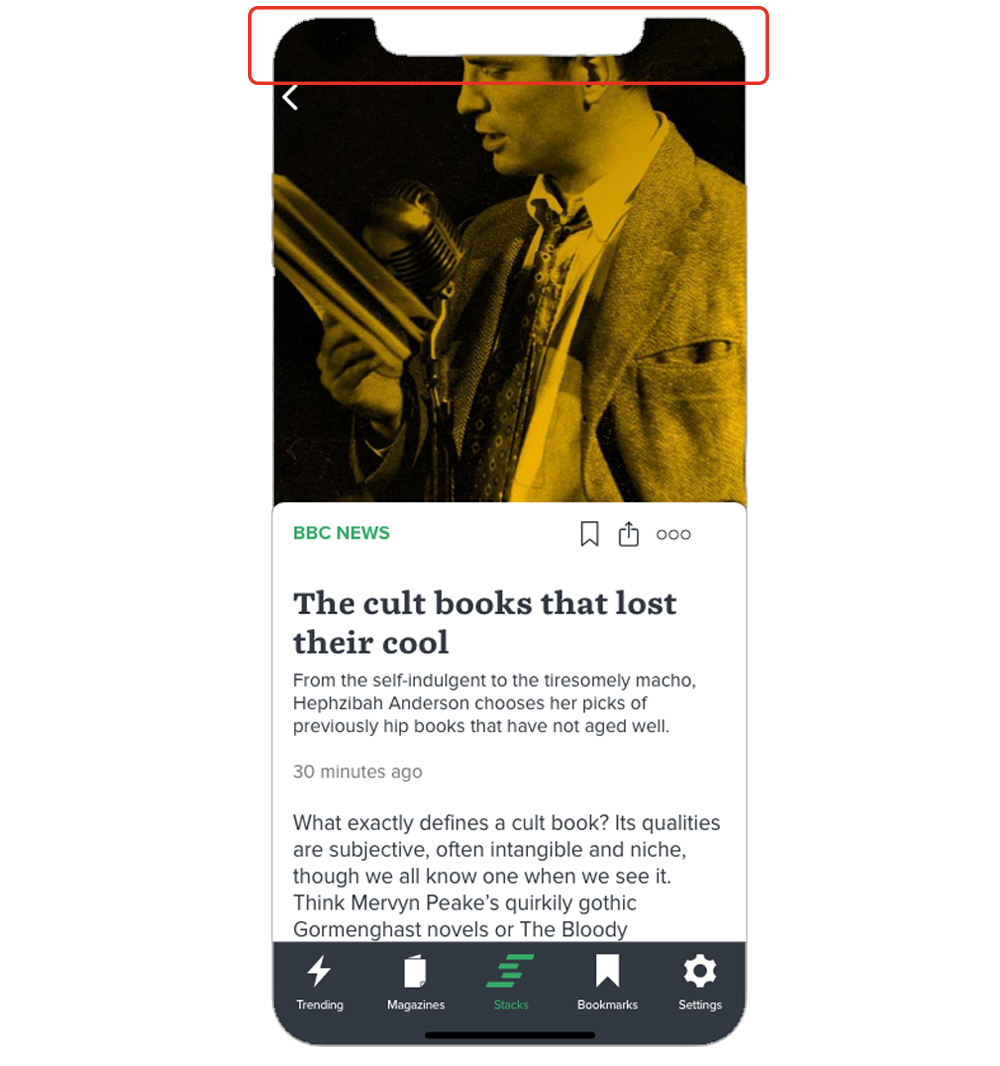 BBC NEWS
The cult books that lost
their cool
From the self-indulgent to the tiresomely macho,
Hephzibah Anderson chooses her picks of
previously hip books that have not aged well.
30 minutes ago
What exactly defines a cult book? Its qualities
are subjective, often intangible and niche,
though we all know one when we see it.
Think Mervyn Peake’s quirkily gothic
Gormenghast novels or The Bloody
Trending Magazines Stacks Bookmarks Settings